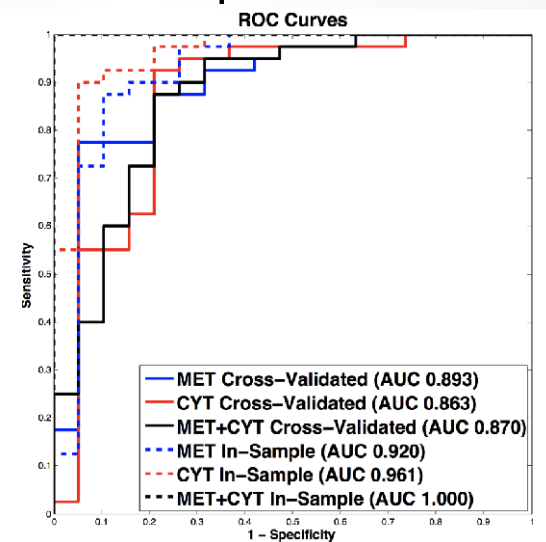 ROC Curves
1
0.9
0.8
0.7
0.6
0.5
0.4
0.3
0.2
0.1
0
Sensitivity
MET Cross−Validated (AUC 0.893)
CYT Cross−Validated (AUC 0.863)
MET+CYT Cross−Validated (AUC 0.870)
MET In−Sample (AUC 0.920)
CYT In−Sample (AUC 0.961)
MET+CYT In−Sample (AUC 1.000)
0 0.1 0.2 0.3 0.4 0.5 0.6 0.7 0.8 0.9 1
1 − Specificity